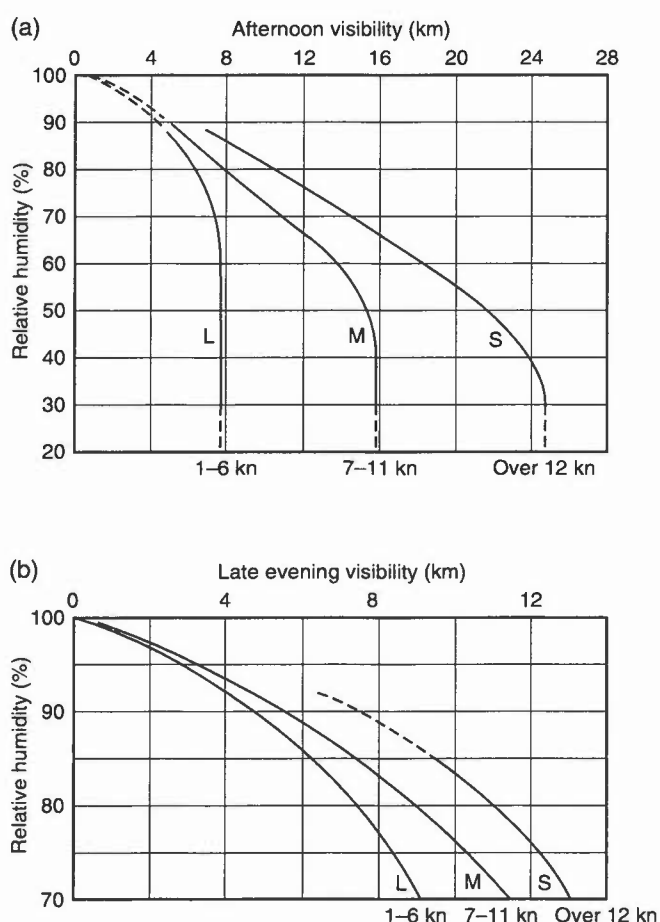 (a)
Afternoon visibility (km)
0 4 8 12 16 20 24 28
Relative humidity (%)
100
90
80
70
60
50
40
30
20
L M S
1–6 kn 7–11 kn Over 12 kn
(b)
Late evening visibility (km)
0 4 8 12
Relative humidity (%)
100
90
80
70
L M S
1–6 kn 7–11 kn Over 12 kn